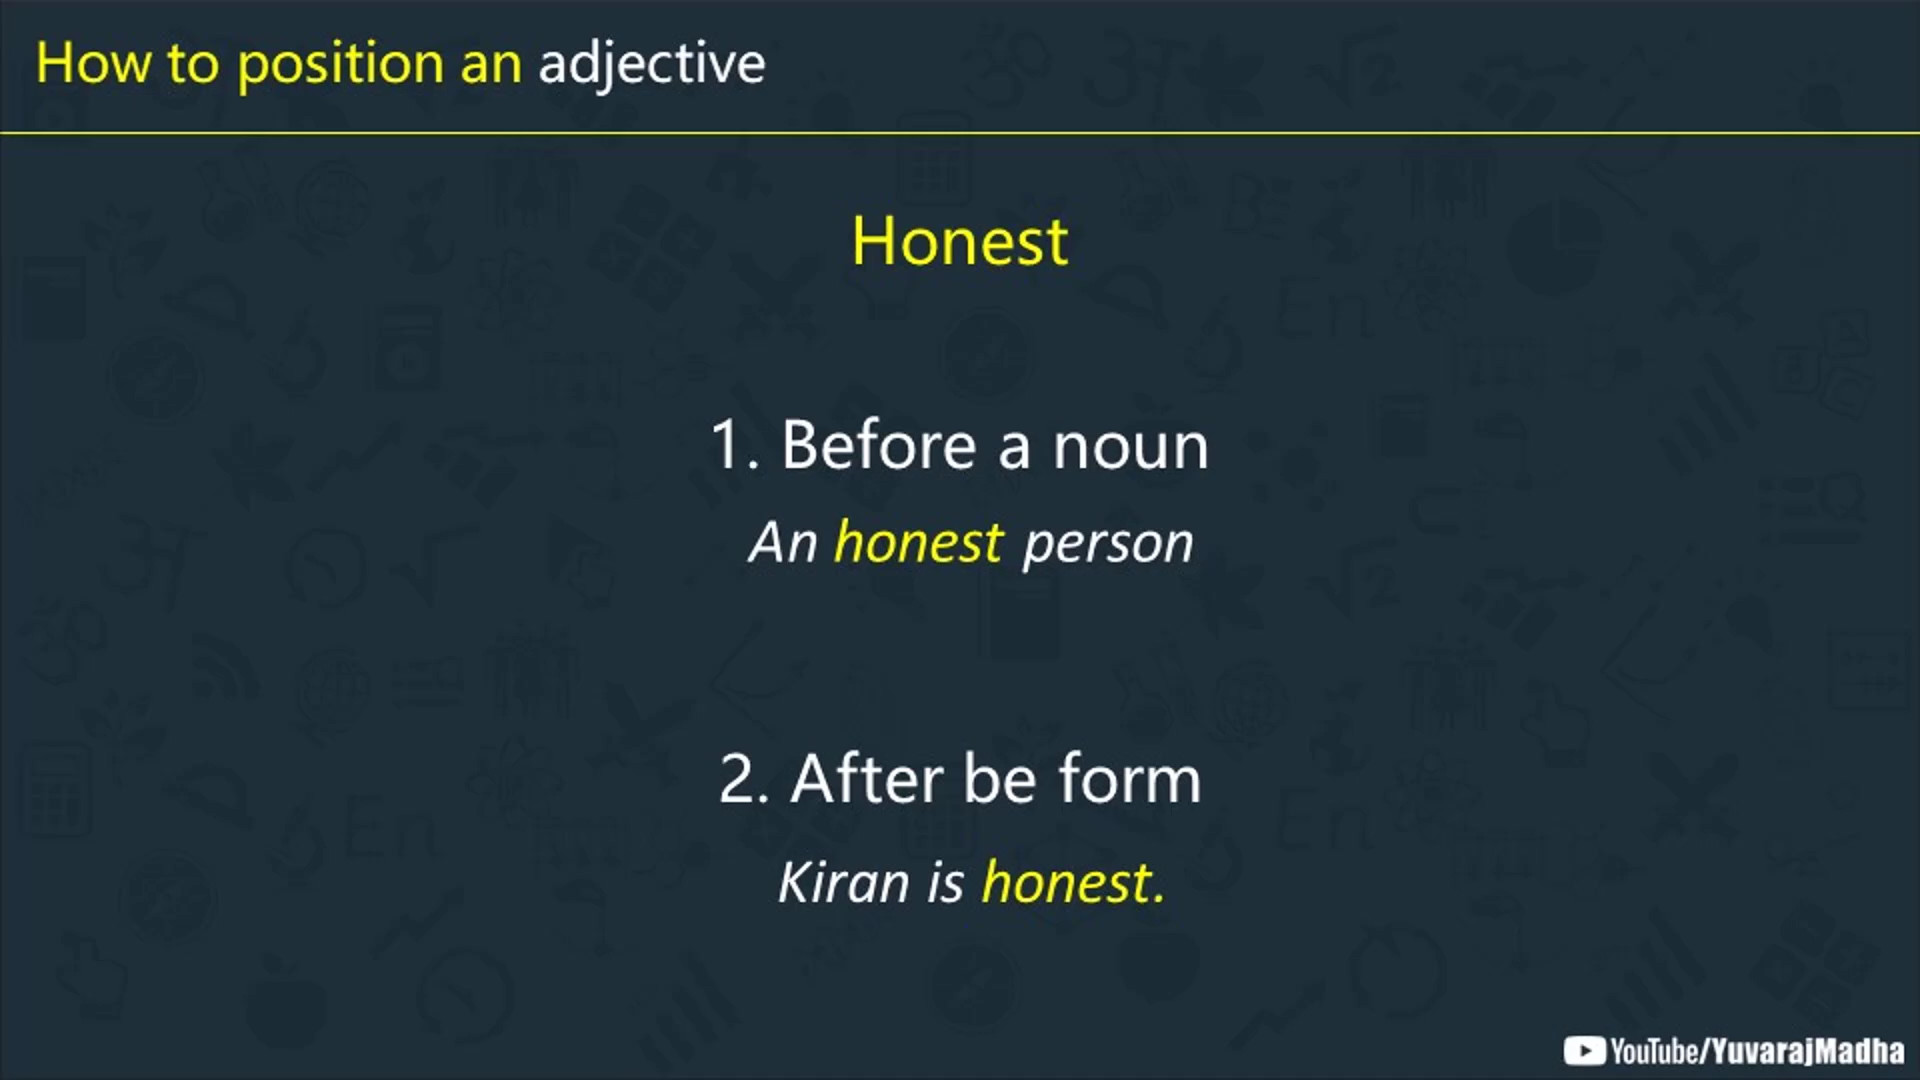 How to position an adjective
Honest
1. Before a noun
An honest person
2. After be form
Kiran is honest.
YouTube/YuvarajMadha